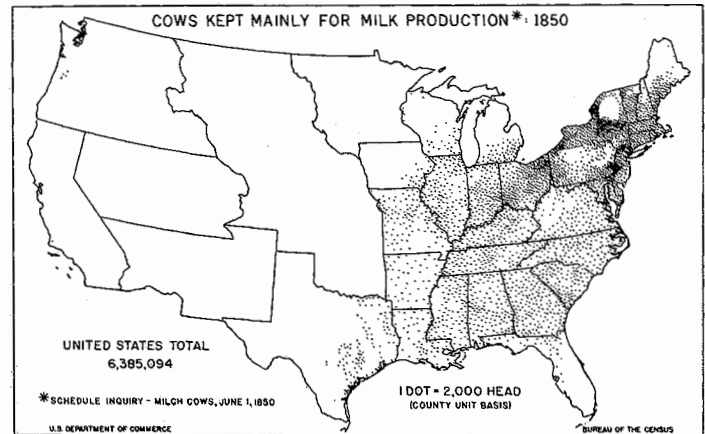 COWS KEPT MAINLY FOR MILK PRODUCTION*: 1850
UNITED STATES TOTAL
6,385,094
*SCHEDULE INQUIRY - MILCH COWS, JUNE 1, 1850
1 DOT = 2,000 HEAD
(COUNTY UNIT BASIS)
U.S. DEPARTMENT OF COMMERCE
BUREAU OF THE CENSUS